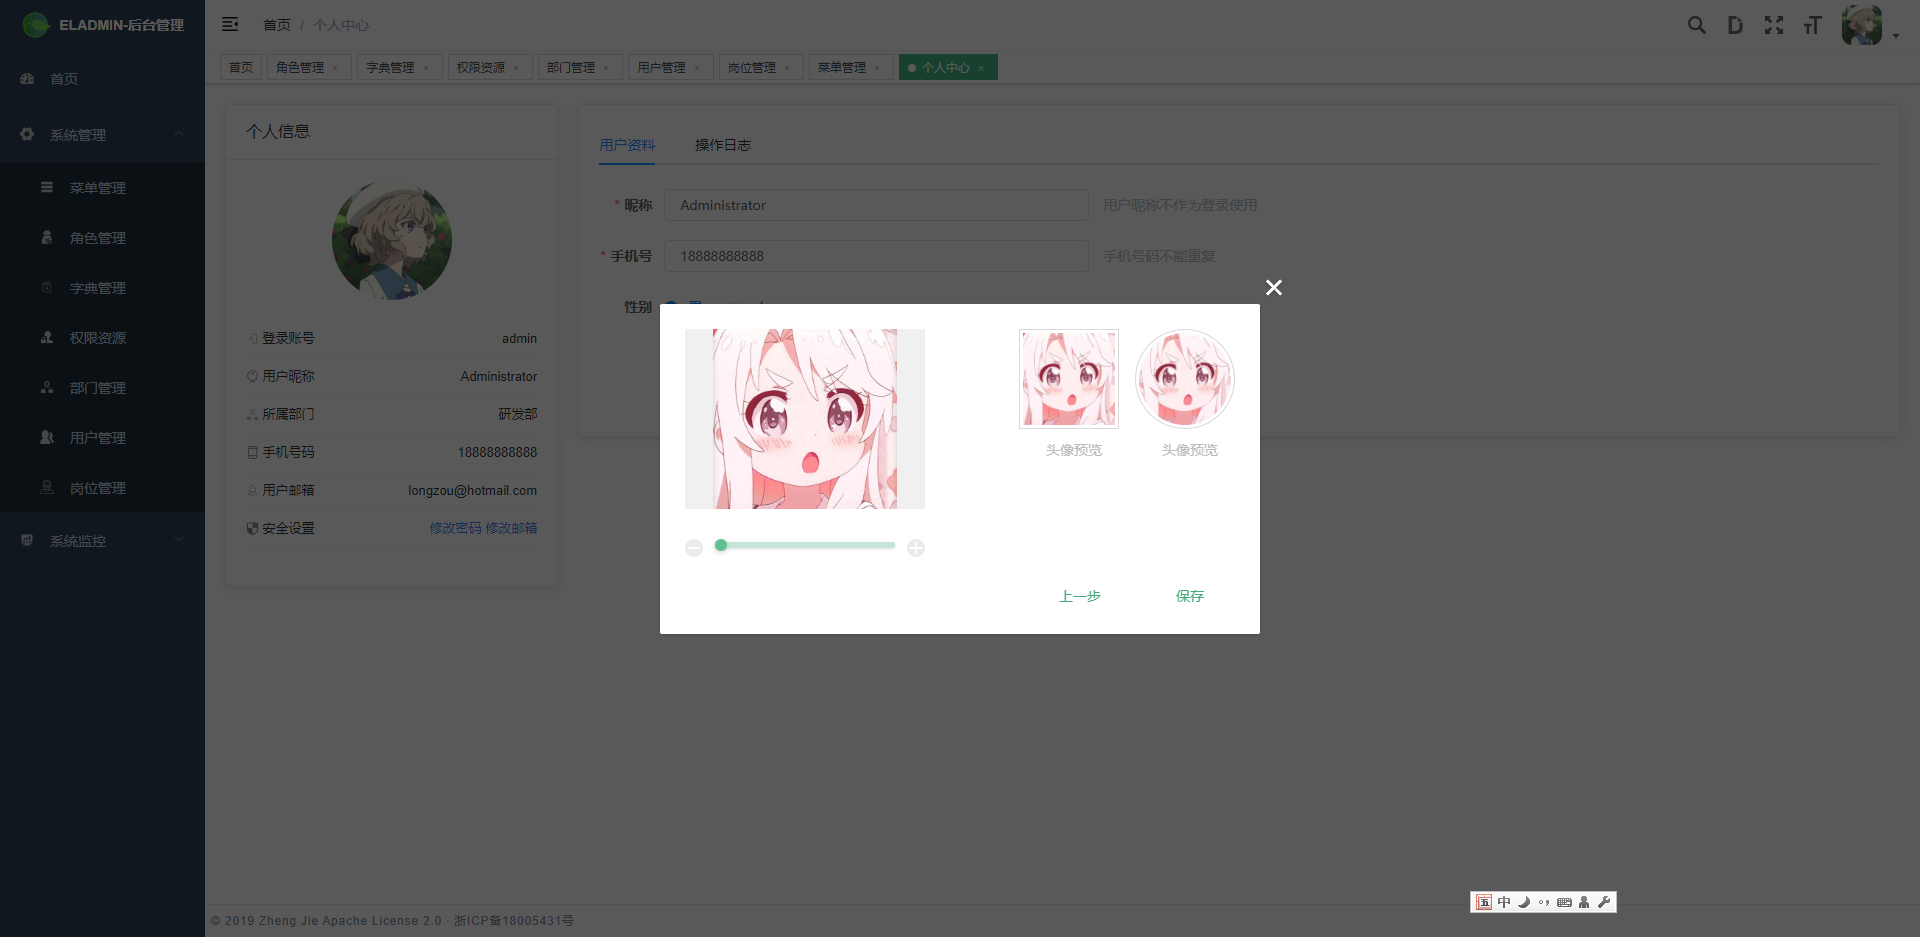 ELADMIN-后台管理
首页 / 个人中心
首页
角色管理 ×
字典管理 ×
权限资源 ×
部门管理 ×
用户管理 ×
岗位管理 ×
菜单管理 ×
个人中心 ×
首页
系统管理
菜单管理
角色管理
字典管理
权限资源
部门管理
用户管理
岗位管理
系统监控
个人信息
登录账号 admin
用户昵称 Administrator
所属部门 研发部
手机号码 18888888888
用户邮箱 longzou@hotmail.com
安全设置 修改密码 修改邮箱
用户资料 操作日志
* 昵称 Administrator 用户昵称不作为登录使用
* 手机号 18888888888 手机号码不能重复
性别
头像预览 头像预览
上一步 保存
© 2019 Zheng Jie Apache License 2.0 · 浙ICP备18005431号
五 中